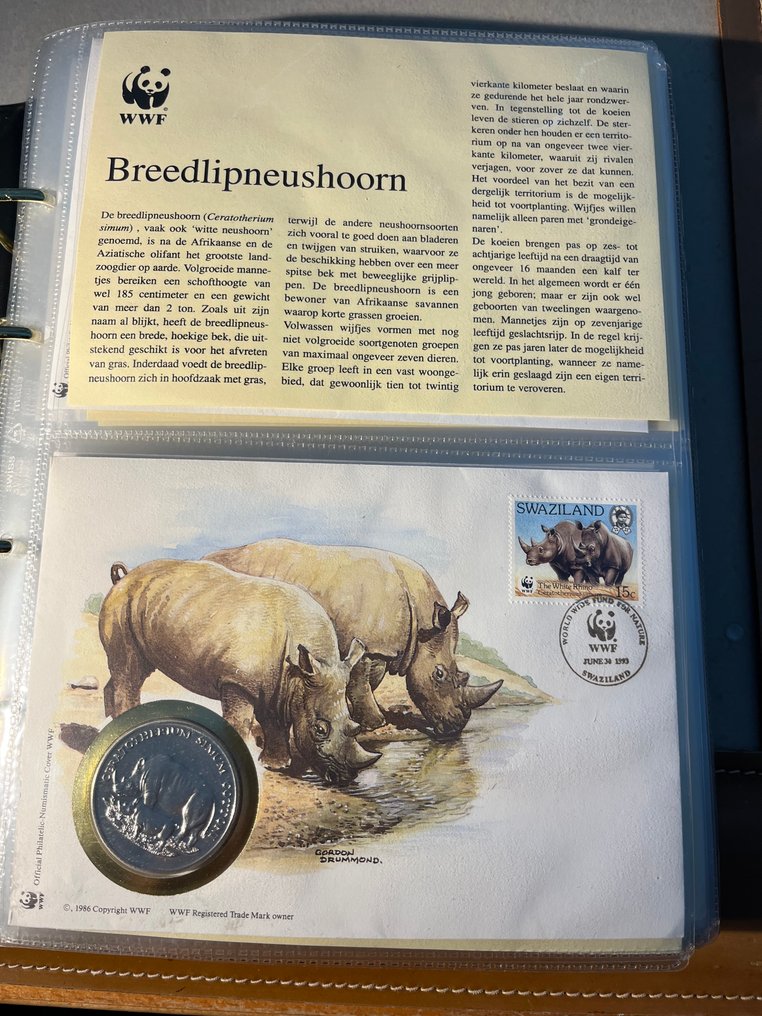 WWF
Breedlipneushoorn
De breedlipneushoorn (Ceratotherium
simum) , vaak ook 'witte neushoorn'
genoemd, is na de Afrikaanse en de
Aziatische olifant het grootste land-
zoogdier op aarde. Volgroeide manne-
tjes bereiken een schofthoogte van
wel 185 centimeter en een gewicht
van meer dan 2 ton. Zoals uit zijn
naam al blijkt, heeft de breedlipneus-
hoorn een brede, hoekige bek, die uit-
stekend geschikt is voor het afvreten
van gras. Inderdaad voedt de breedlip-
neushoorn zich in hoofdzaak met gras,
terwijl de andere neushoornsoorten
zich vooral te goed doen aan bladeren
en twijgen van struiken, waarvoor ze
de beschikking hebben over een meer
spitse bek met beweeglijke grijplip-
pen. De breedlipneushoorn is een
bewoner van Afrikaanse savannen
waarop korte grassen groeien.
Volwassen wijfjes vormen met nog
niet volgroeide soortgenoten groepen
van maximaal ongeveer zeven dieren.
Elke groep leeft in een vast woonge-
bied, dat gewoonlijk tien tot twintig
vierkante kilometer beslaat en waarin
ze gedurende het hele jaar rondzwer-
ven. In tegenstelling tot de koeien
leven de stieren op zichzelf. De ster-
keren onder hen houden er een territo-
rium op na van ongeveer twee vier-
kante kilometer, waaruit zij rivalen
verjagen, voor zover ze dat kunnen.
Het voordeel van het bezit van een
dergelijk territorium is de mogelijk-
heid tot voortplanting. Wijfjes willen
namelijk alleen paren met 'grondeige-
naren'.
De koeien brengen pas op zes- tot
achtjarige leeftijd na een draagtijd van
ongeveer 16 maanden een kalf ter
wereld. In het algemeen wordt er één
jong geboren; maar er zijn ook wel
geboorten van tweelingen waargeno-
men. Mannetjes zijn op zevenjarige
leeftijd geslachtsrijp. In de regel krij-
gen ze pas jaren later de mogelijkheid
tot voortplanting, wanneer ze name-
lijk erin geslaagd zijn een eigen terri-
torium te veroveren.
SWAZILAND
The White Rhino
15c
WORLD WIDE FUND FOR NATURE
WWF
JUNE 30 1993
SWAZILAND
CERATOTHERIUM SIMUM COTTONI
GORDON
DRUMMOND.
Official Philatelic-Numismatic Cover WWF
©, 1986 Copyright WWF WWF Registered Trade Mark owner